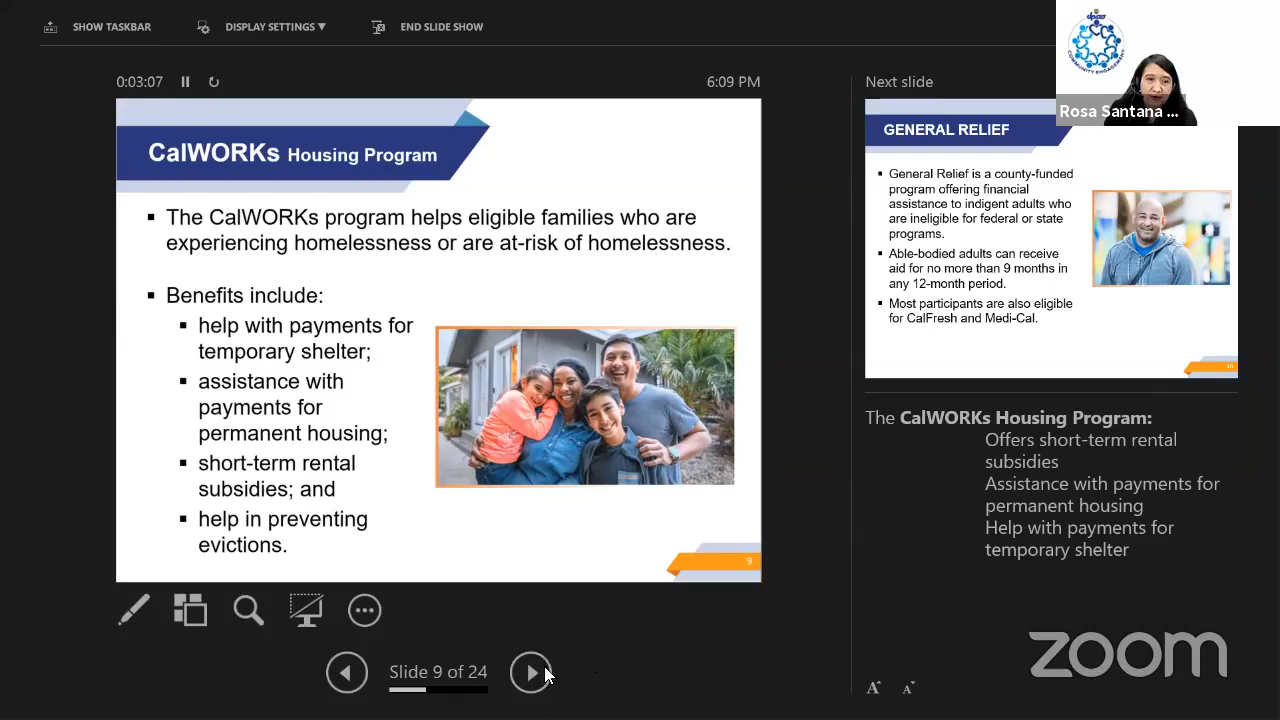 SHOW TASKBAR
DISPLAY SETTINGS ▼
END SLIDE SHOW
0:03:07
6:09 PM
CalWORKs Housing Program
▪ The CalWORKs program helps eligible families who are
experiencing homelessness or are at-risk of homelessness.
▪ Benefits include:
▪ help with payments for
temporary shelter;
▪ assistance with
payments for
permanent housing;
▪ short-term rental
subsidies; and
▪ help in preventing
evictions.
9
Slide 9 of 24
Next slide
GENERAL RELIEF
▪ General Relief is a county-funded
program offering financial
assistance to indigent adults who
are ineligible for federal or state
programs.
▪ Able-bodied adults can receive
aid for no more than 9 months in
any 12-month period.
▪ Most participants are also eligible
for CalFresh and Medi-Cal.
10
The CalWORKs Housing Program:
Offers short-term rental
subsidies
Assistance with payments for
permanent housing
Help with payments for
temporary shelter
COMMUNITY ENGAGEMENT
Rosa Santana ...
zoom
A A